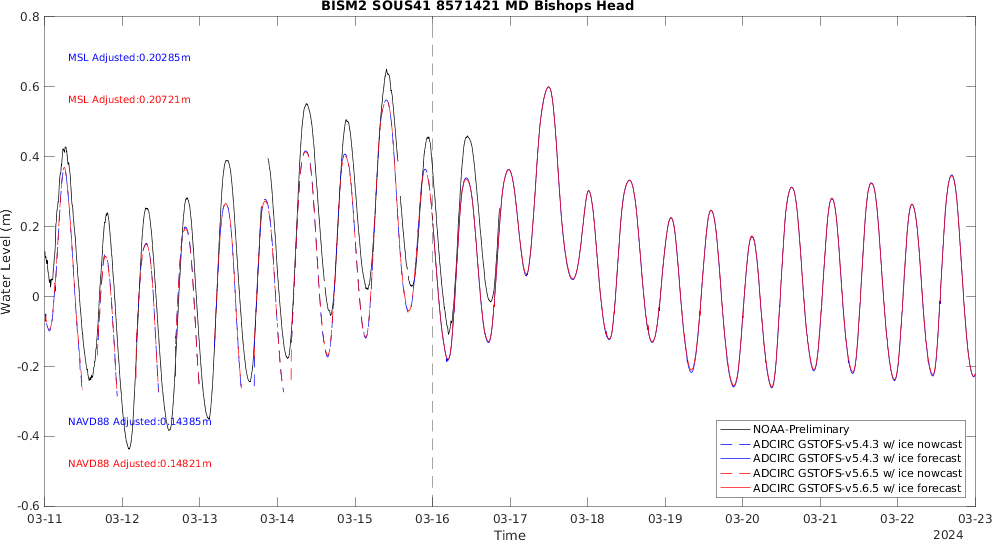 BISM2 SOUS41 8571421 MD Bishops Head
0.8
0.6
0.4
0.2
0
-0.2
-0.4
-0.6
Water Level (m)
MSL Adjusted:0.20285m
MSL Adjusted:0.20721m
NAVD88 Adjusted:0.14385m
NAVD88 Adjusted:0.14821m
NOAA-Preliminary
ADCIRC GSTOFS-v5.4.3 w/ ice nowcast
ADCIRC GSTOFS-v5.4.3 w/ ice forecast
ADCIRC GSTOFS-v5.6.5 w/ ice nowcast
ADCIRC GSTOFS-v5.6.5 w/ ice forecast
03-11 03-12 03-13 03-14 03-15 03-16 03-17 03-18 03-19 03-20 03-21 03-22 03-23
Time
2024